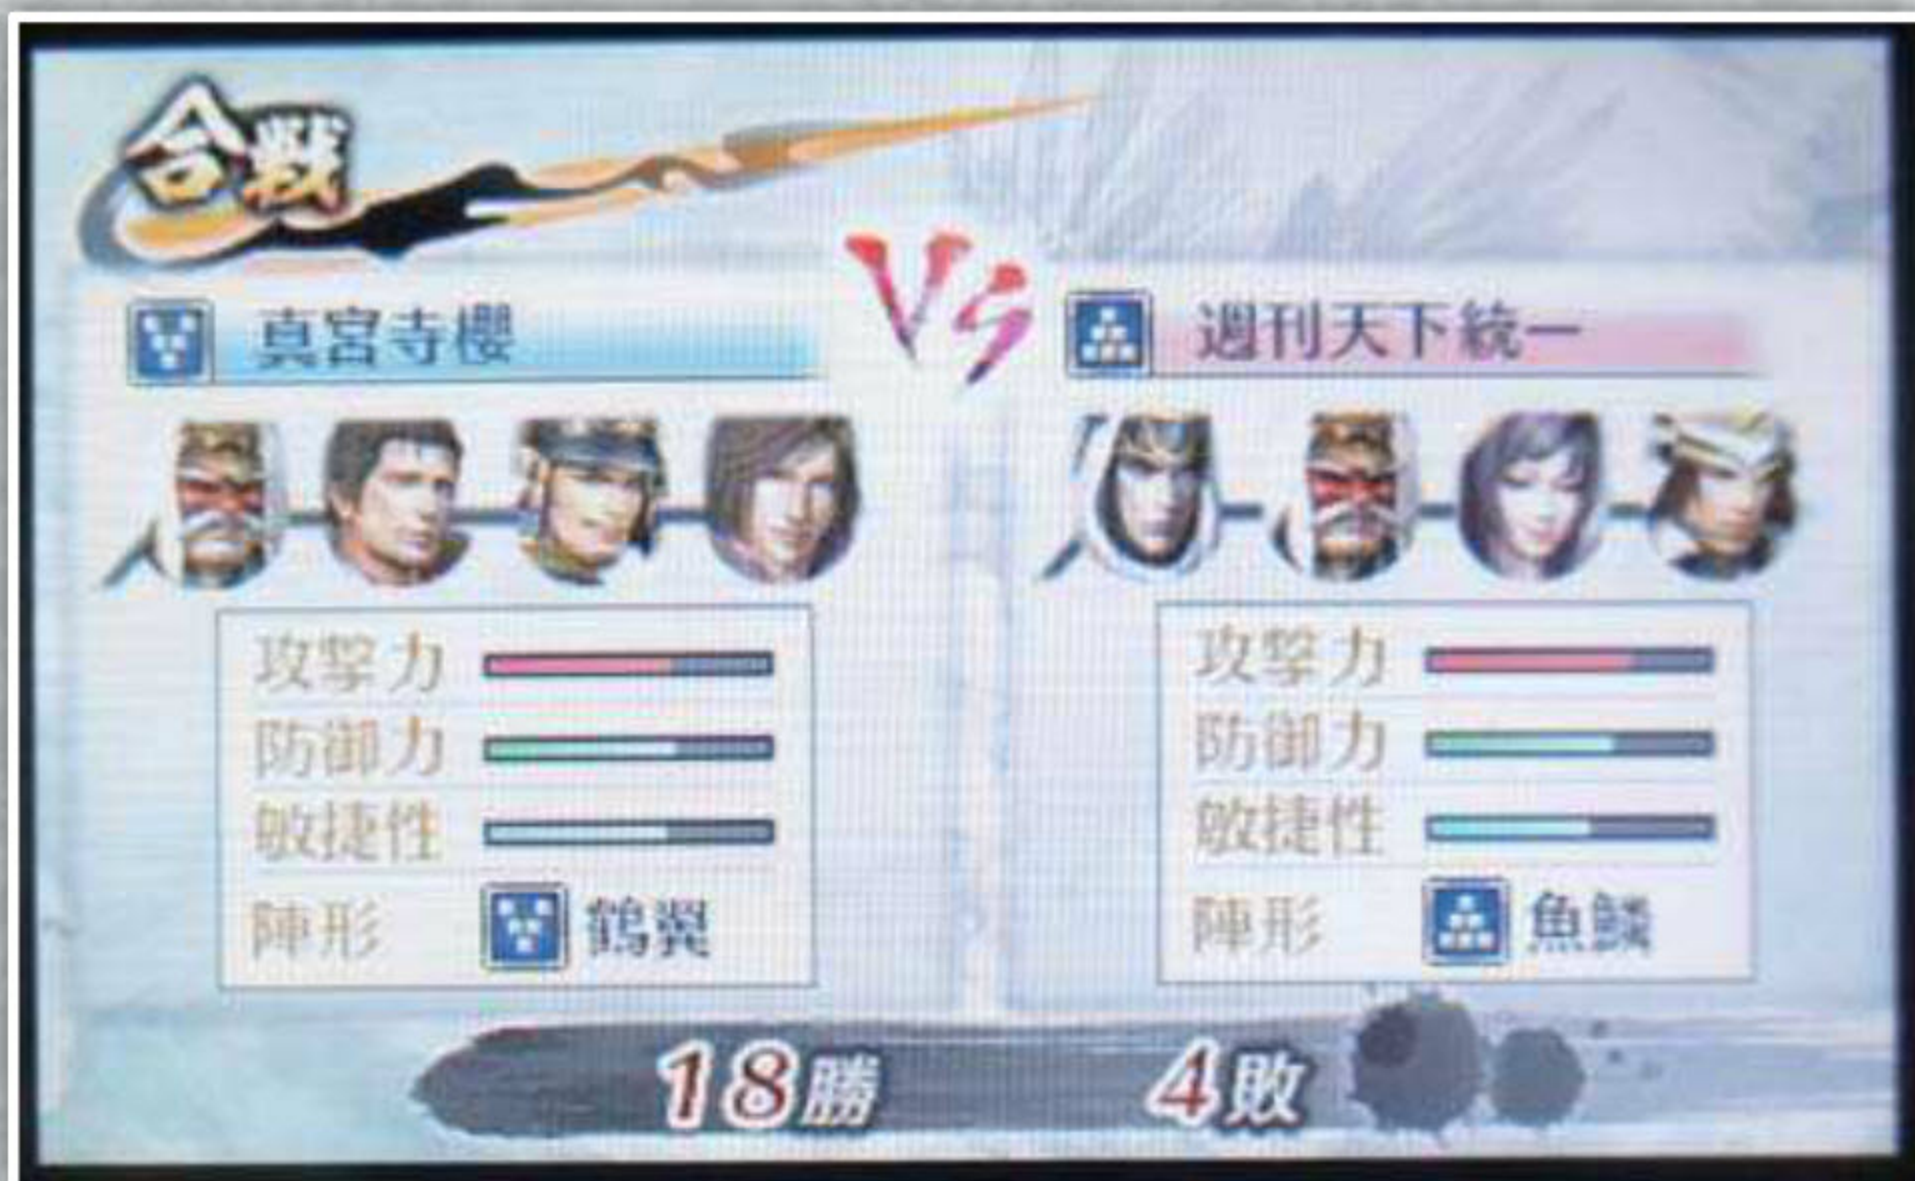 合戦
真宮寺櫻
VS
週刊天下統一
攻撃力
防御力
敏捷性
陣形 鶴翼
攻撃力
防御力
敏捷性
陣形 魚鱗
18勝 4敗